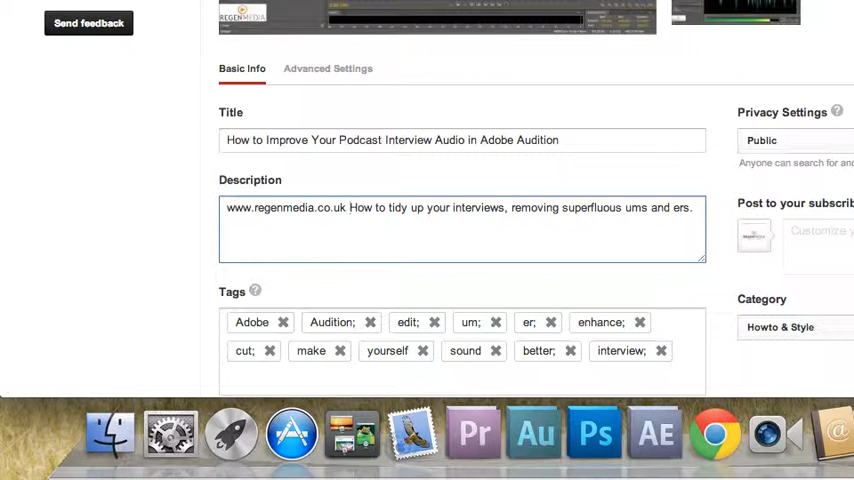 Send feedback
REGENMEDIA
Basic Info
Advanced Settings
Title
Privacy Settings ?
How to Improve Your Podcast Interview Audio in Adobe Audition
Public
Anyone can search for and
Description
www.regenmedia.co.uk How to tidy up your interviews, removing superfluous ums and ers.
Post to your subscrib
Customize y
Tags ?
Category
Adobe
Audition;
edit;
um;
er;
enhance;
Howto & Style
cut;
make
yourself
sound
better;
interview;
Pr
Au
Ps
AE
@